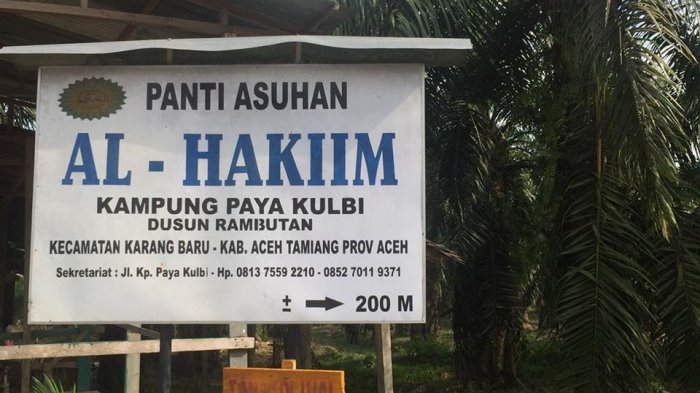 PANTI ASUHAN
AL - HAKIIM
KAMPUNG PAYA KULBI
DUSUN RAMBUTAN
KECAMATAN KARANG BARU - KAB. ACEH TAMIANG PROV ACEH
Sekretariat : Jl. Kp. Paya Kulbi - Hp. 0813 7559 2210 - 0852 7011 9371
± → 200 M